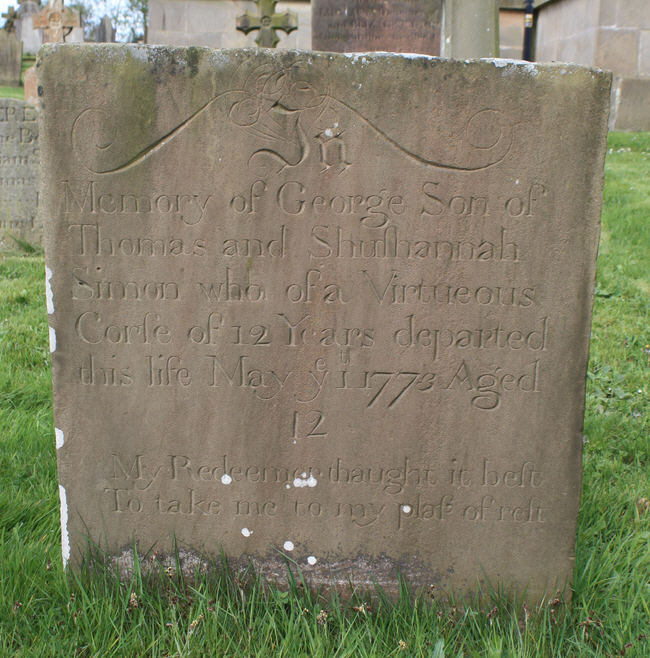 In
Memory of George Son of
Thomas and Shuſhannah
Simon who of a Virtueous
Corſe of 12 Years departed
this life May yᵉ 11ᵗʰ 1773 Aged
12
My Redeemer thaught it beſt
To take me to my plaſᵉ of reſt